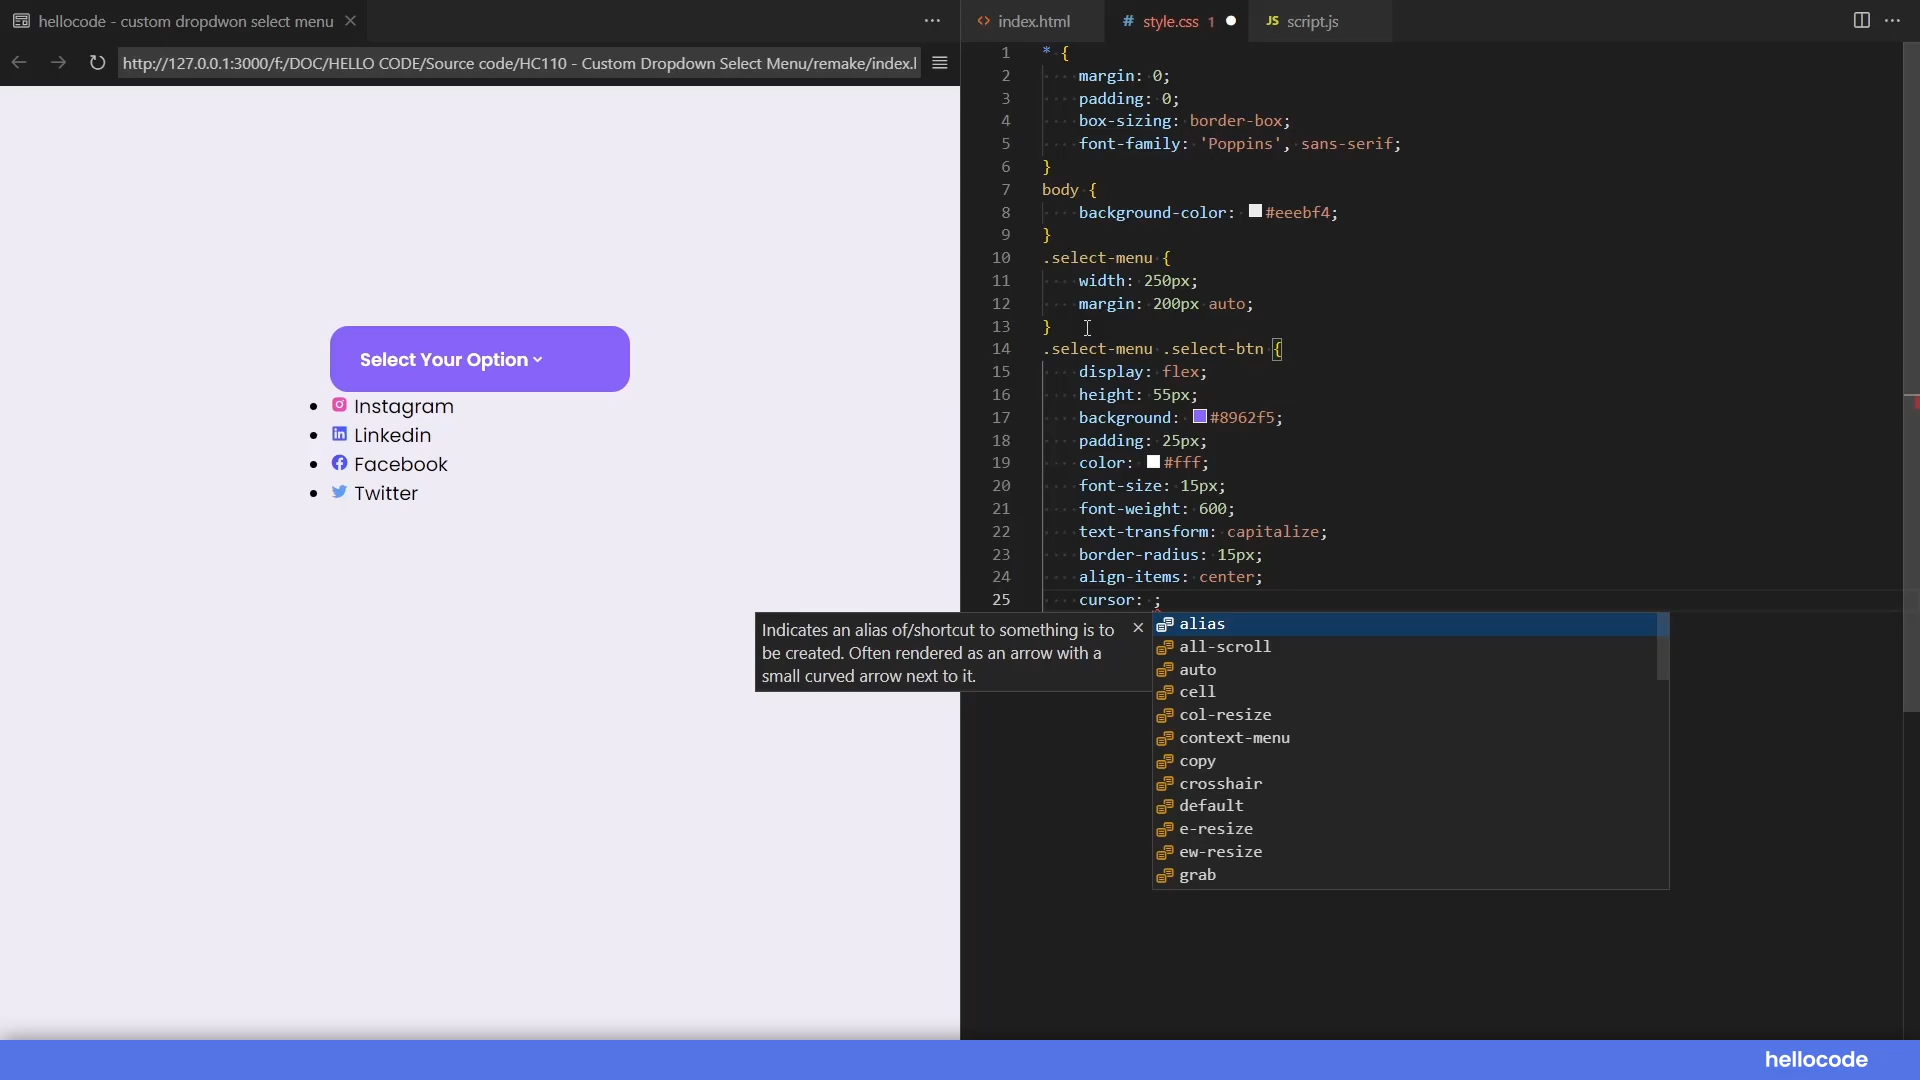 hellocode - custom dropdwon select menu
http://127.0.0.1:3000/f:/DOC/HELLO CODE/Source code/HC110 - Custom Dropdown Select Menu/remake/index.l
Select Your Option
Instagram
Linkedin
Facebook
Twitter
index.html
# style.css 1
JS script.js
1 * {
2 margin: 0;
3 padding: 0;
4 box-sizing: border-box;
5 font-family: 'Poppins', sans-serif;
6 }
7 body {
8 background-color: #eeebf4;
9 }
10 .select-menu {
11 width: 250px;
12 margin: 200px auto;
13 }
14 .select-menu .select-btn {
15 display: flex;
16 height: 55px;
17 background: #8962f5;
18 padding: 25px;
19 color: #fff;
20 font-size: 15px;
21 font-weight: 600;
22 text-transform: capitalize;
23 border-radius: 15px;
24 align-items: center;
25 cursor: ;
Indicates an alias of/shortcut to something is to
be created. Often rendered as an arrow with a
small curved arrow next to it.
alias
all-scroll
auto
cell
col-resize
context-menu
copy
crosshair
default
e-resize
ew-resize
grab
hellocode